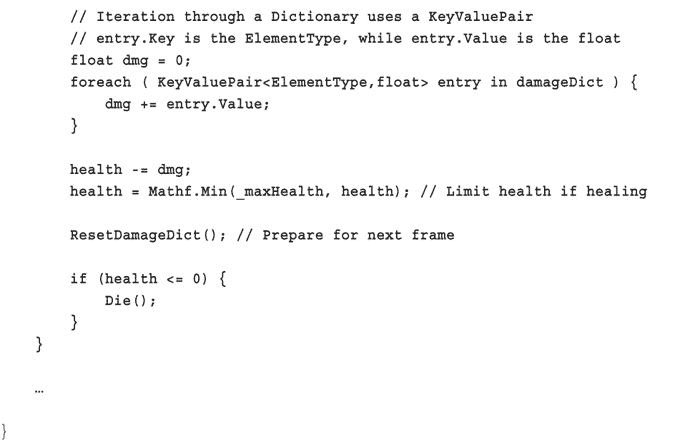 // Iteration through a Dictionary uses a KeyValuePair
// entry.Key is the ElementType, while entry.Value is the float
float dmg = 0;
foreach ( KeyValuePair<ElementType,float> entry in damageDict ) {
dmg += entry.Value;
}
health -= dmg;
health = Mathf.Min(_maxHealth, health); // Limit health if healing
ResetDamageDict(); // Prepare for next frame
if (health <= 0) {
Die();
}
}
…
}